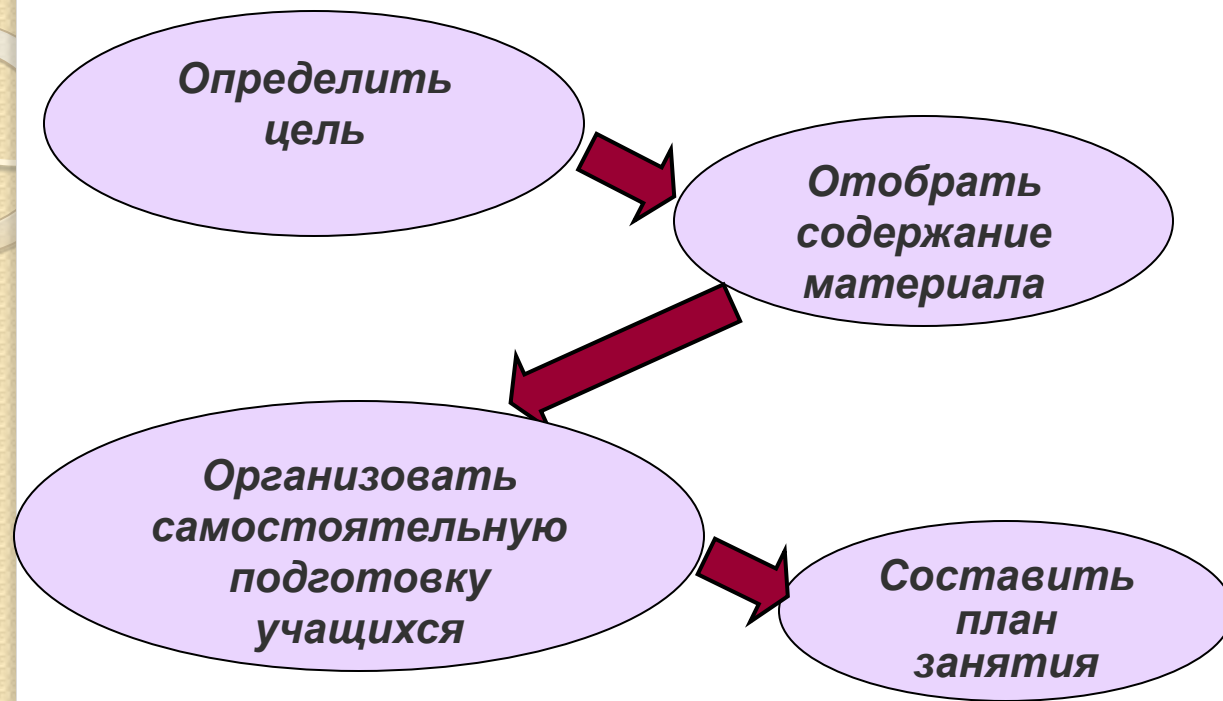 Определить
цель
Отобрать
содержание
материала
Организовать
самостоятельную
подготовку
учащихся
Составить
план
занятия